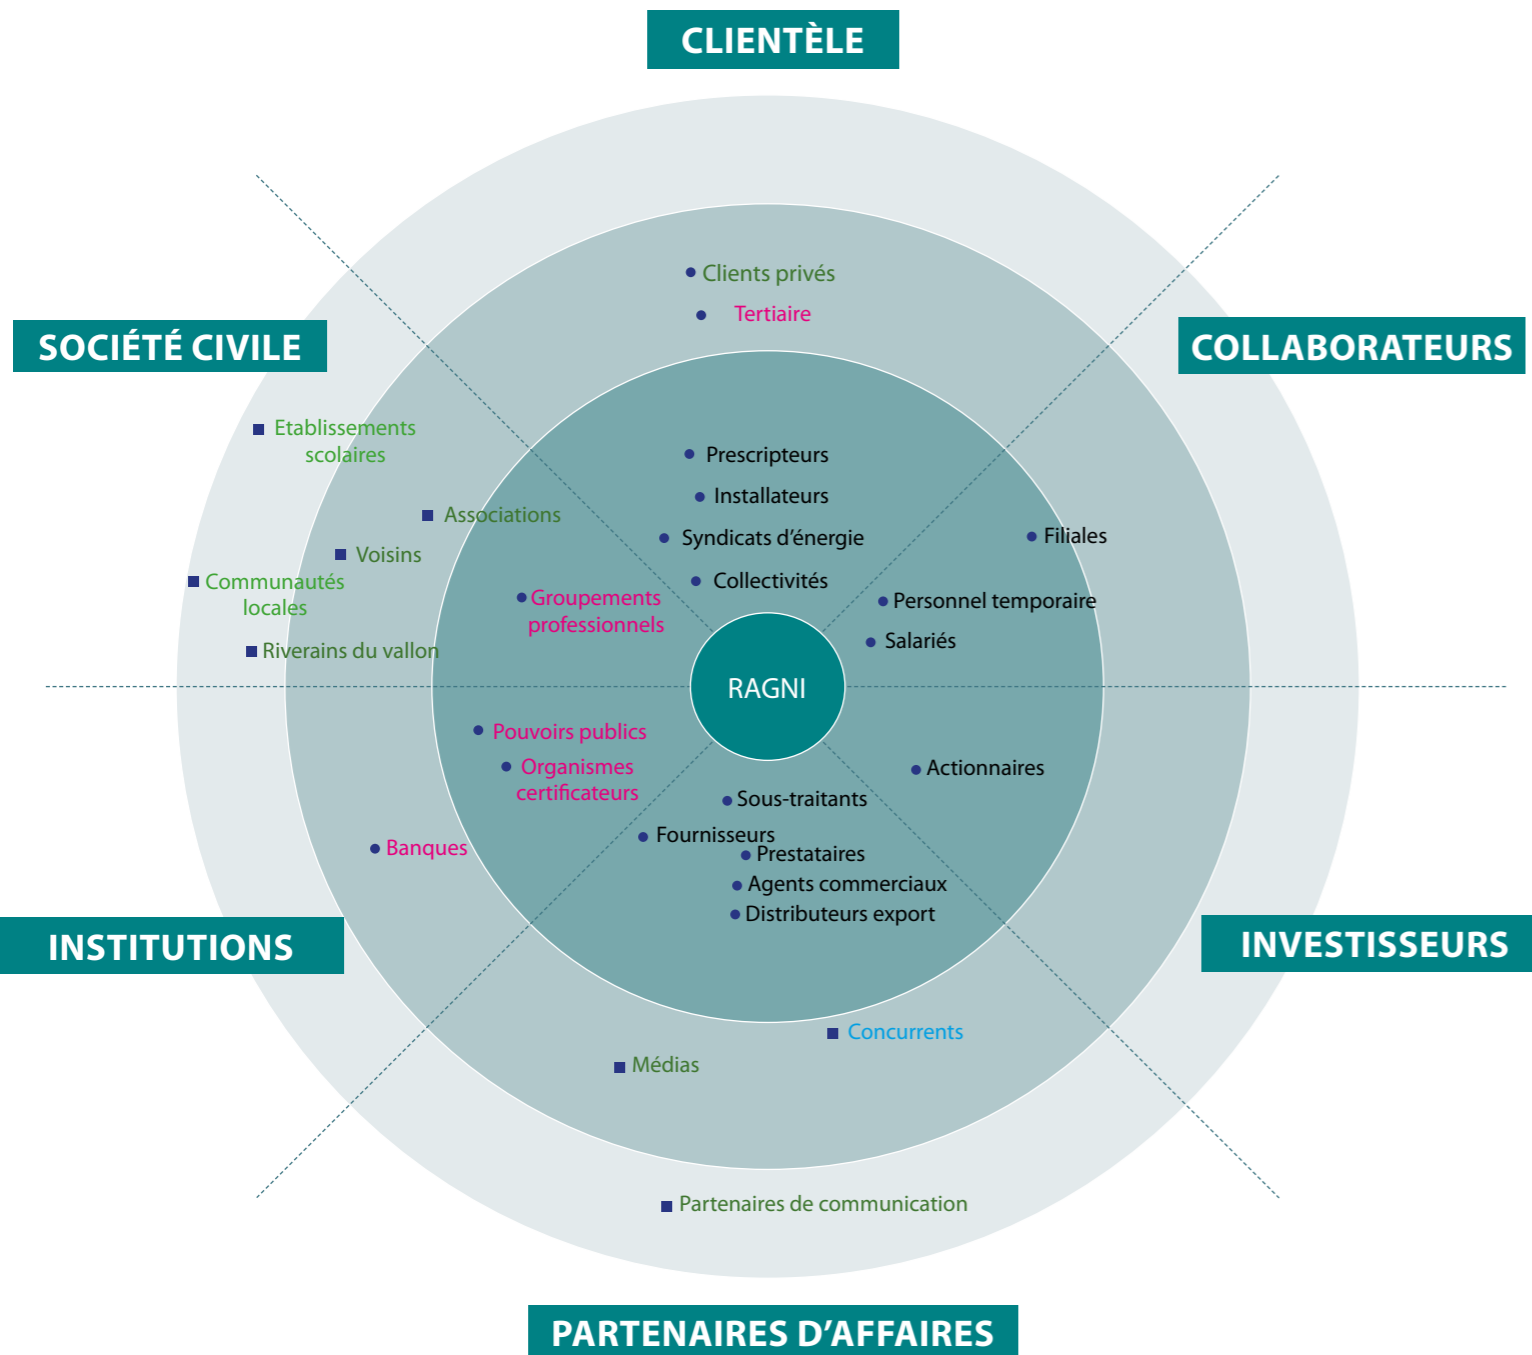 CLIENTÈLE
Clients privés
Tertiaire
SOCIÉTÉ CIVILE
COLLABORATEURS
Etablissements
scolaires
Associations
Voisins
Communautés
locales
Riverains du vallon
Groupements
professionnels
Prescripteurs
Installateurs
Syndicats d’énergie
Collectivités
Filiales
Personnel temporaire
Salariés
RAGNI
Pouvoirs publics
Organismes
certificateurs
Banques
Actionnaires
Sous-traitants
Fournisseurs
Prestataires
Agents commerciaux
Distributeurs export
INSTITUTIONS
INVESTISSEURS
Concurrents
Médias
Partenaires de communication
PARTENAIRES D’AFFAIRES